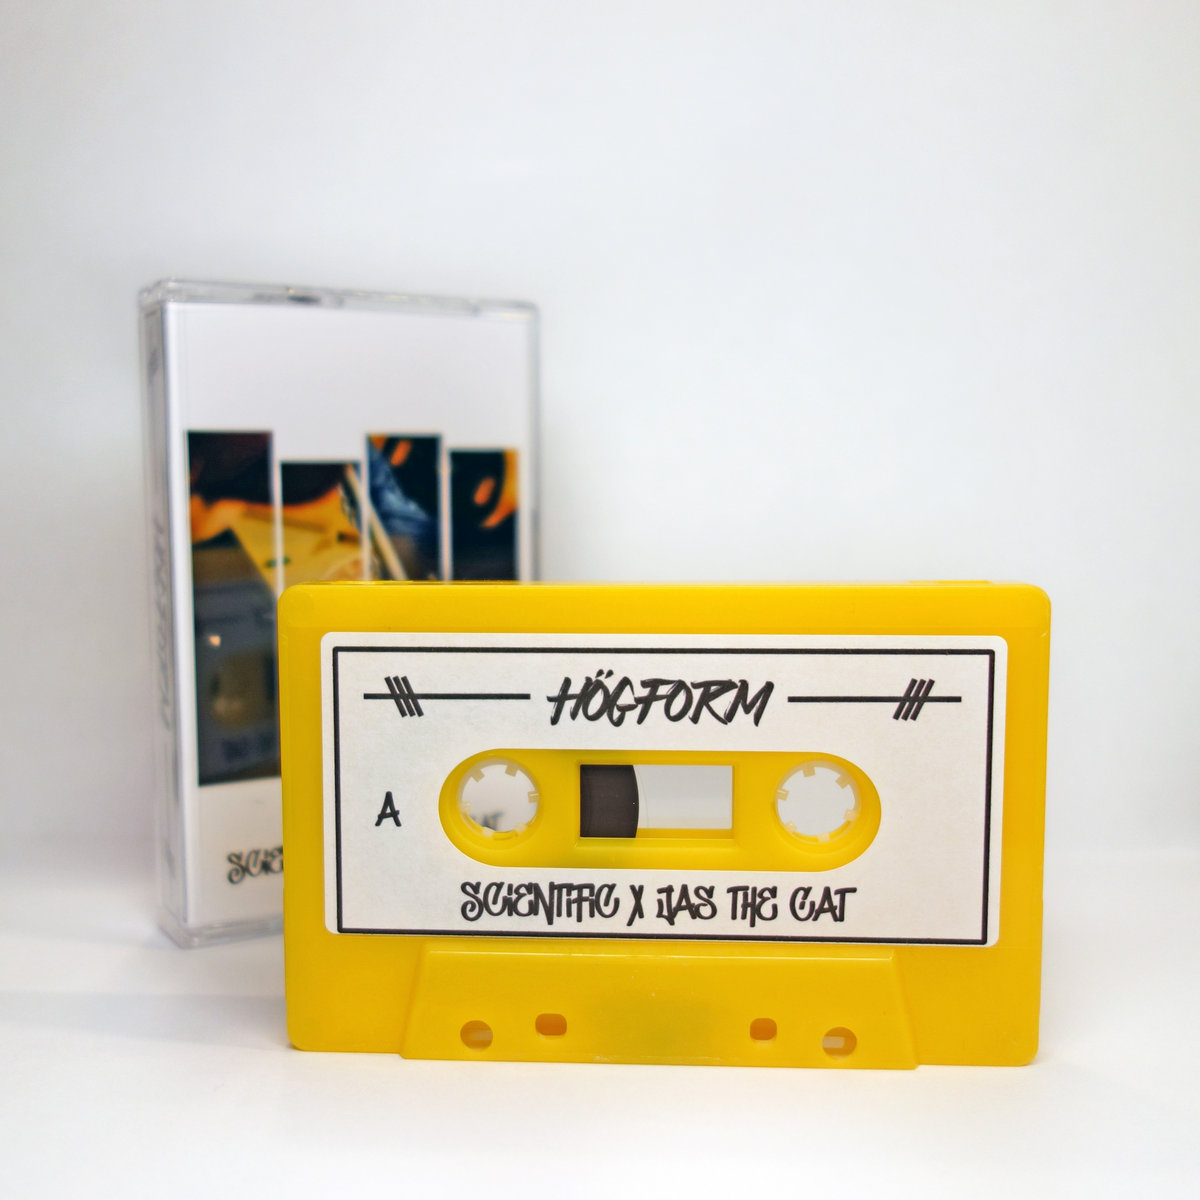 HÖGFORM
A
SCIENTIFIC X JAS THE CAT